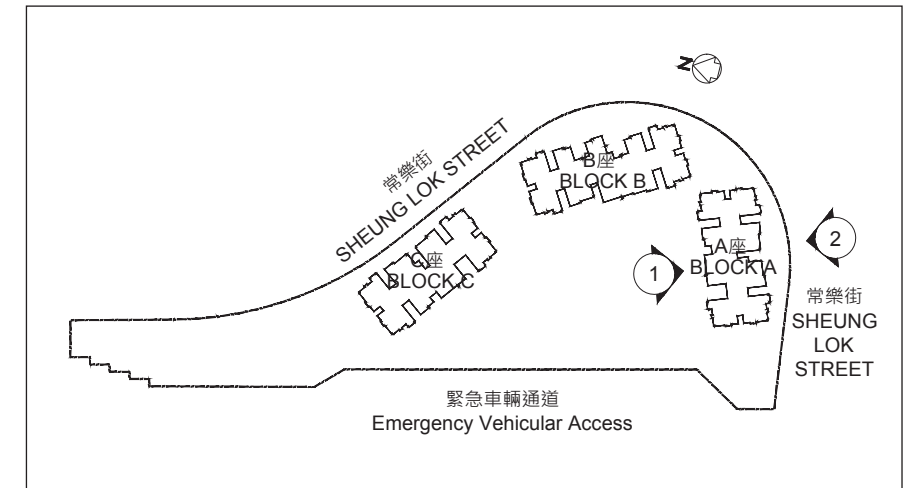 N
常樂街
SHEUNG LOK STREET
B座
BLOCK B
C座
BLOCK C
A座
BLOCK A
1
2
常樂街
SHEUNG
LOK
STREET
緊急車輛通道
Emergency Vehicular Access